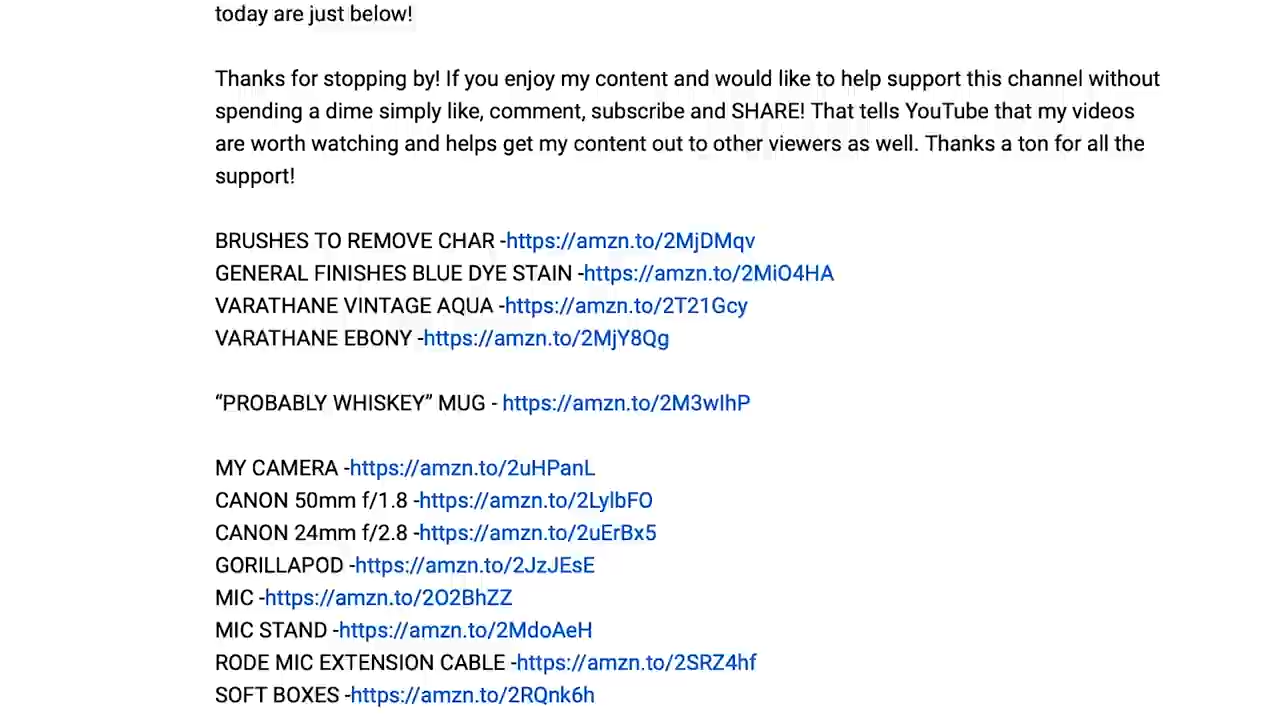 today are just below!
Thanks for stopping by! If you enjoy my content and would like to help support this channel without
spending a dime simply like, comment, subscribe and SHARE! That tells YouTube that my videos
are worth watching and helps get my content out to other viewers as well. Thanks a ton for all the
support!
BRUSHES TO REMOVE CHAR -https://amzn.to/2MjDMqv
GENERAL FINISHES BLUE DYE STAIN -https://amzn.to/2MiO4HA
VARATHANE VINTAGE AQUA -https://amzn.to/2T21Gcy
VARATHANE EBONY -https://amzn.to/2MjY8Qg
“PROBABLY WHISKEY” MUG - https://amzn.to/2M3wIhP
MY CAMERA -https://amzn.to/2uHPanL
CANON 50mm f/1.8 -https://amzn.to/2LylbFO
CANON 24mm f/2.8 -https://amzn.to/2uErBx5
GORILLAPOD -https://amzn.to/2JzJEsE
MIC -https://amzn.to/2O2BhZZ
MIC STAND -https://amzn.to/2MdoAeH
RODE MIC EXTENSION CABLE -https://amzn.to/2SRZ4hf
SOFT BOXES -https://amzn.to/2RQnk6h